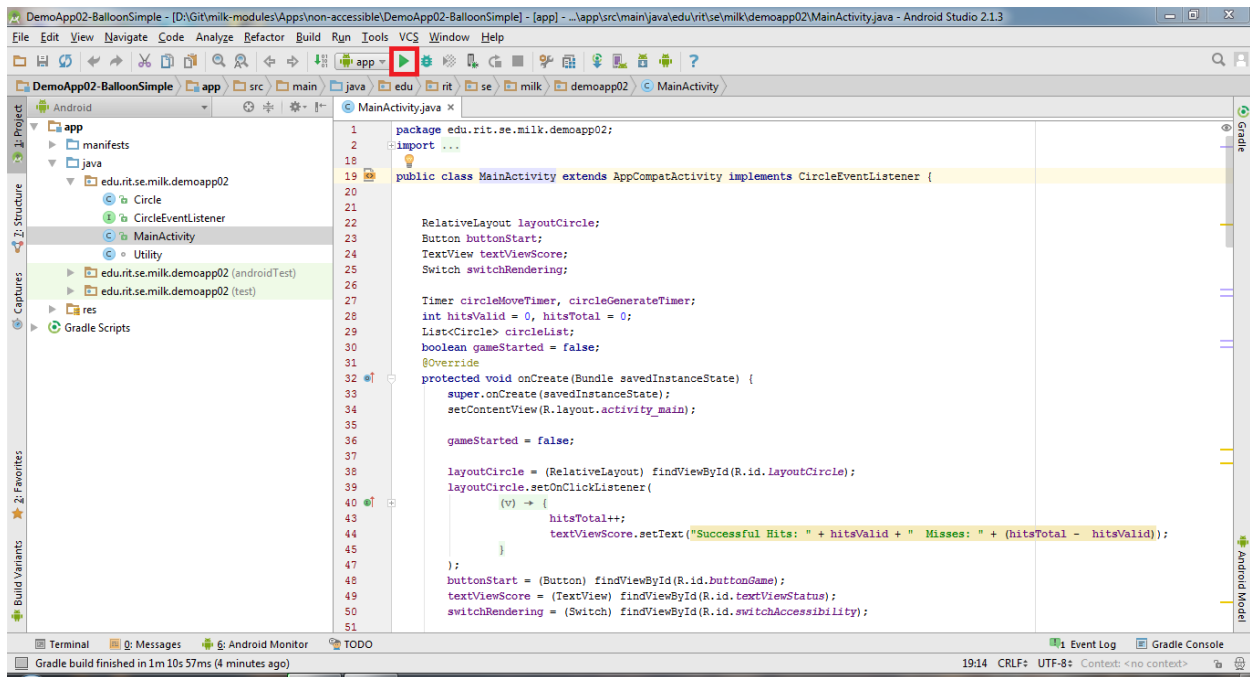 DemoApp02-BalloonSimple - [D:\Git\milk-modules\Apps\non-accessible\DemoApp02-BalloonSimple] - [app] - ...\app\src\main\java\edu\rit\se\milk\demoapp02\MainActivity.java - Android Studio 2.1.3
File Edit View Navigate Code Analyze Refactor Build Run Tools VCS Window Help
app
DemoApp02-BalloonSimple app src main java edu rit se milk demoapp02 MainActivity
1: Project
7: Structure
Captures
2: Favorites
Build Variants
Android
app
manifests
java
edu.rit.se.milk.demoapp02
Circle
CircleEventListener
MainActivity
Utility
edu.rit.se.milk.demoapp02 (androidTest)
edu.rit.se.milk.demoapp02 (test)
res
Gradle Scripts
MainActivity.java
1 package edu.rit.se.milk.demoapp02;
2 import ...
18
19 public class MainActivity extends AppCompatActivity implements CircleEventListener {
20
21
22 RelativeLayout layoutCircle;
23 Button buttonStart;
24 TextView textViewScore;
25 Switch switchRendering;
26
27 Timer circleMoveTimer, circleGenerateTimer;
28 int hitsValid = 0, hitsTotal = 0;
29 List<Circle> circleList;
30 boolean gameStarted = false;
31 @Override
32 protected void onCreate(Bundle savedInstanceState) {
33 super.onCreate(savedInstanceState);
34 setContentView(R.layout.activity_main);
35
36 gameStarted = false;
37
38 layoutCircle = (RelativeLayout) findViewById(R.id.LayoutCircle);
39 layoutCircle.setOnClickListener(
40 (v) → {
43 hitsTotal++;
44 textViewScore.setText("Successful Hits: " + hitsValid + "  Misses: " + (hitsTotal -  hitsValid));
45 }
47 );
48 buttonStart = (Button) findViewById(R.id.buttonGame);
49 textViewScore = (TextView) findViewById(R.id.textViewStatus);
50 switchRendering = (Switch) findViewById(R.id.switchAccessibility);
51
Gradle
Android Model
Terminal 0: Messages 6: Android Monitor TODO 1 Event Log Gradle Console
Gradle build finished in 1m 10s 57ms (4 minutes ago) 19:14 CRLF UTF-8 Context: <no context>